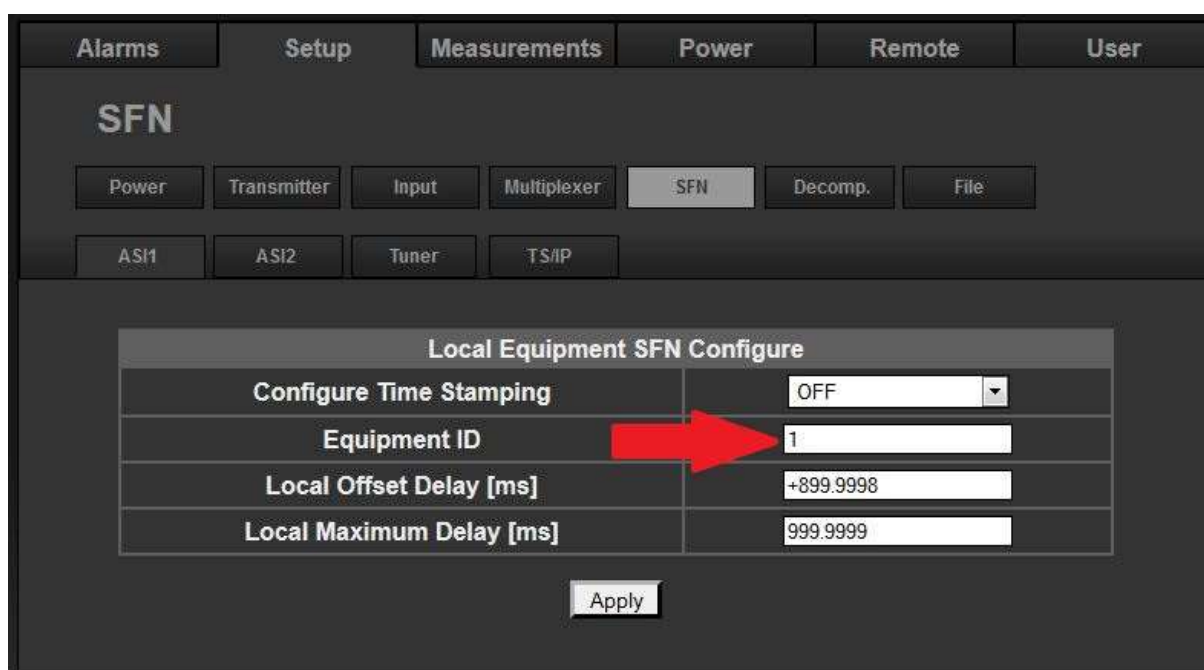 Alarms Setup Measurements Power Remote User
SFN
Power Transmitter Input Multiplexer SFN Decomp. File
ASI1 ASI2 Tuner TS/IP
Local Equipment SFN Configure
Configure Time Stamping OFF
Equipment ID 1
Local Offset Delay [ms] +899.9998
Local Maximum Delay [ms] 999.9999
Apply